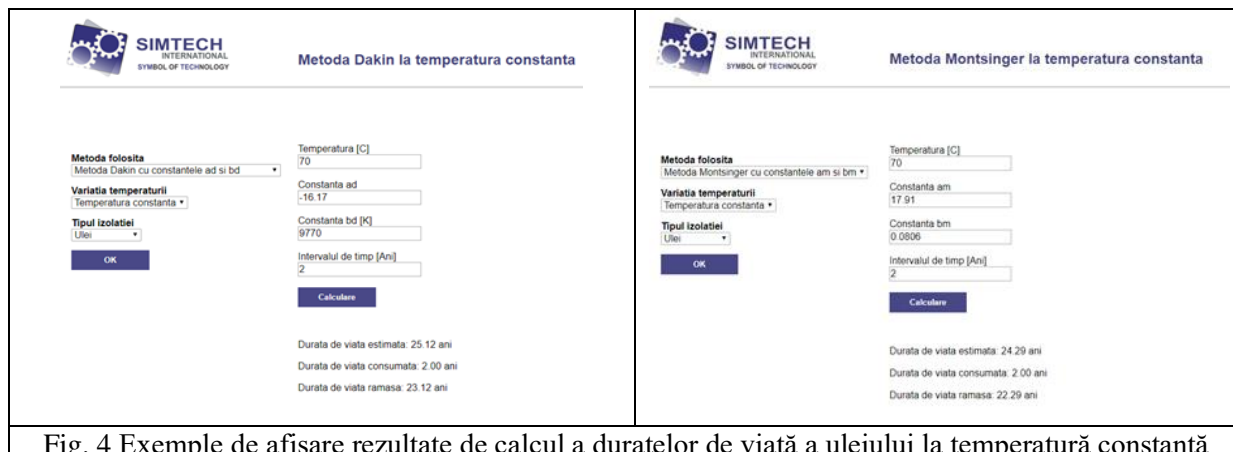 SIMTECH
INTERNATIONAL
SYMBOL OF TECHNOLOGY
Metoda Dakin la temperatura constanta
Metoda folosita
Metoda Dakin cu constantele ad si bd
Variatia temperaturii
Temperatura constanta
Tipul izolatiei
Ulei
OK
Temperatura [C]
70
Constanta ad
-16.17
Constanta bd [K]
9770
Intervalul de timp [Ani]
2
Calculare
Durata de viata estimata: 25.12 ani
Durata de viata consumata: 2.00 ani
Durata de viata ramasa: 23.12 ani
SIMTECH
INTERNATIONAL
SYMBOL OF TECHNOLOGY
Metoda Montsinger la temperatura constanta
Metoda folosita
Metoda Montsinger cu constantele am si bm
Variatia temperaturii
Temperatura constanta
Tipul izolatiei
Ulei
OK
Temperatura [C]
70
Constanta am
17.91
Constanta bm
0.0806
Intervalul de timp [Ani]
2
Calculare
Durata de viata estimata: 24.29 ani
Durata de viata consumata: 2.00 ani
Durata de viata ramasa: 22.29 ani
Fig. 4 Exemple de afișare rezultate de calcul a duratelor de viață a uleiului la temperatură constantă